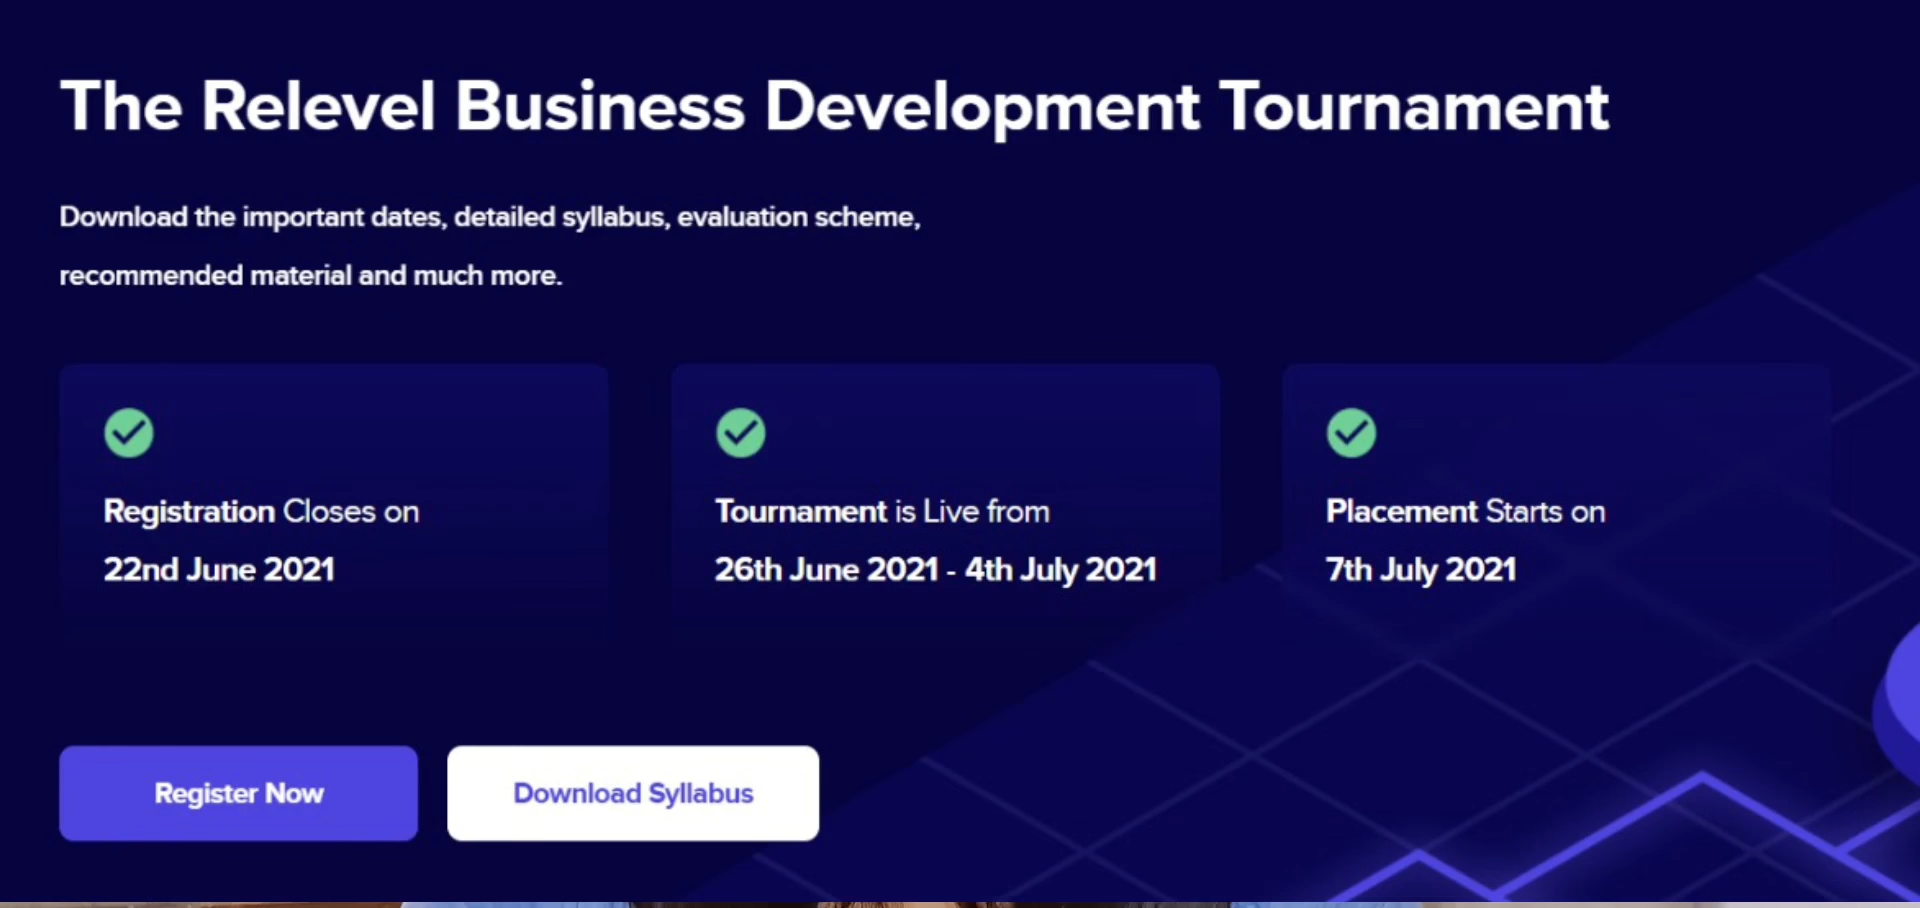 The Relevel Business Development Tournament
Download the important dates, detailed syllabus, evaluation scheme,
recommended material and much more.
Registration Closes on
22nd June 2021
Tournament is Live from
26th June 2021 - 4th July 2021
Placement Starts on
7th July 2021
Register Now
Download Syllabus